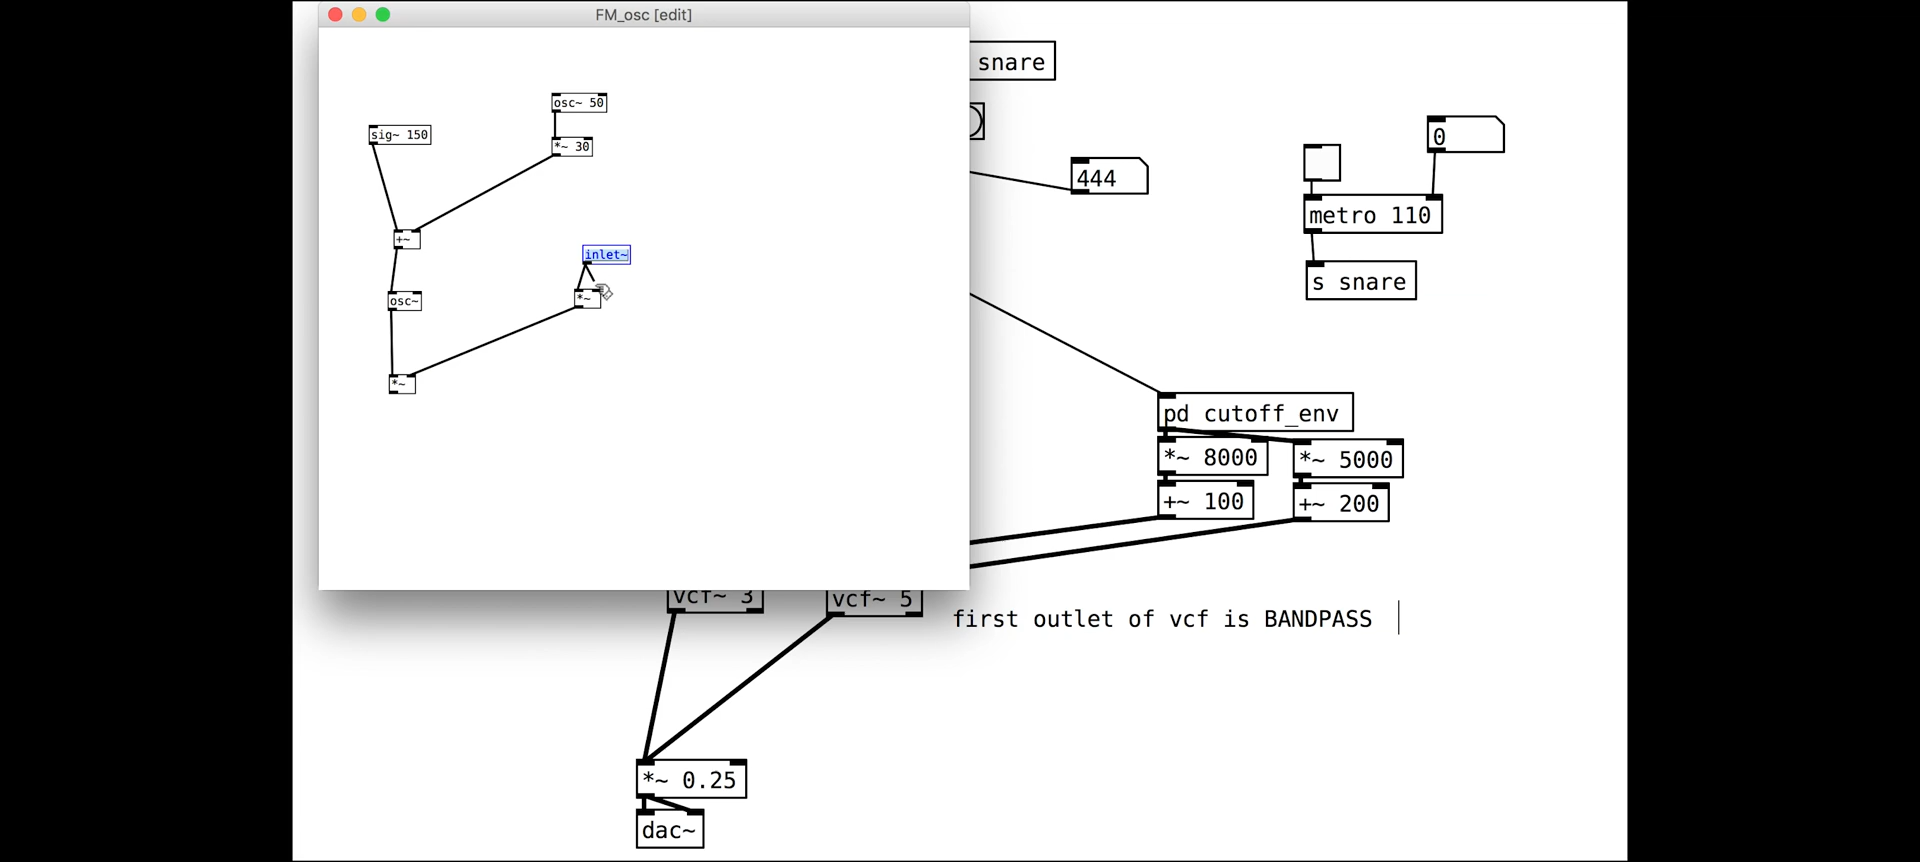 FM_osc [edit]
osc~ 50
sig~ 150
*~ 30
+~
inlet~
*~
osc~
*~
snare
0
444
metro 110
s snare
pd cutoff_env
*~ 8000
*~ 5000
+~ 100
+~ 200
vcf~ 3
vcf~ 5
first outlet of vcf is BANDPASS
*~ 0.25
dac~